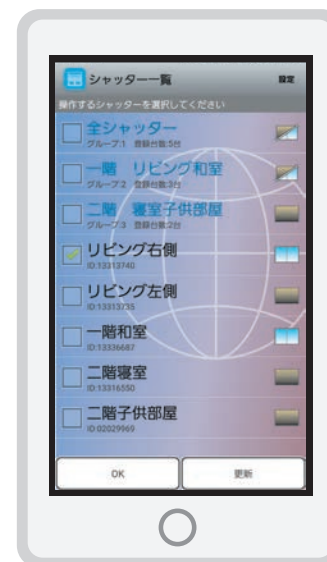 シャッター一覧
設定
操作するシャッターを選択してください
全シャッター
グループ:1 登録台数:5台
一階 リビング和室
グループ:2 登録台数:3台
二階 寝室子供部屋
グループ:3 登録台数:2台
リビング右側
ID:13313740
リビング左側
ID:13313735
一階和室
ID:13336687
二階寝室
ID:13316550
二階子供部屋
ID:02029969
OK
更新